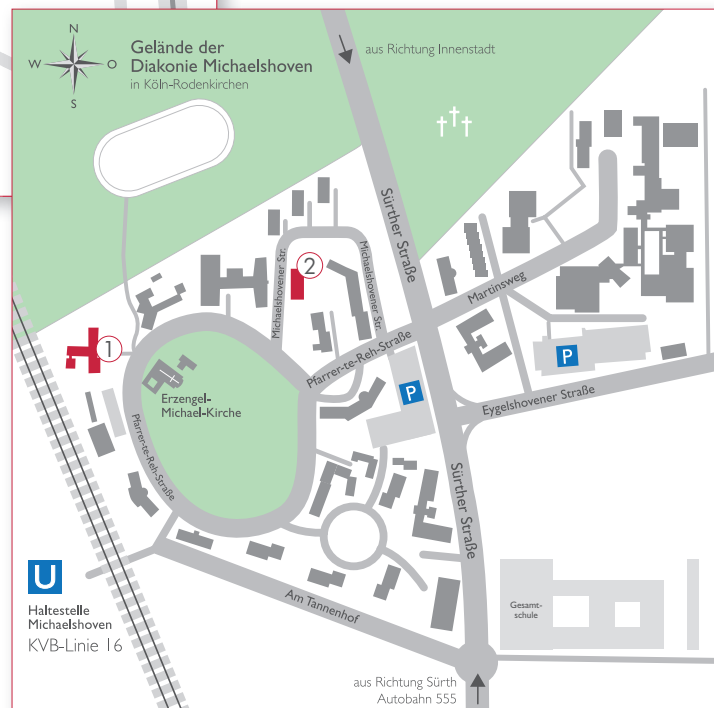 N
W
O
S
Gelände der
Diakonie Michaelshoven
in Köln-Rodenkirchen
aus Richtung Innenstadt
Sürther Straße
Michaelshovener Str.
2
Michaelshovener Str.
Martinsweg
1
Pfarrer-te-Reh-Straße
P
P
Erzengel-
Michael-Kirche
Eygelshovener Straße
Pfarrer-te-Reh-Straße
Sürther Straße
U
Haltestelle
Michaelshoven
KVB-Linie 16
Am Tannenhof
Gesamt-
schule
aus Richtung Sürth
Autobahn 555